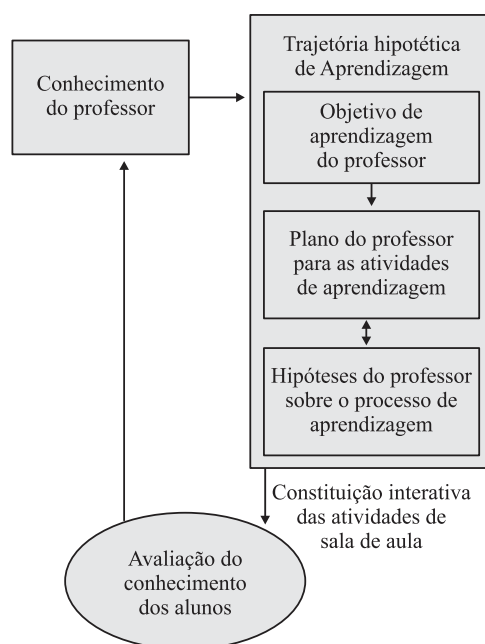 Conhecimento
do professor
Trajetória hipotética
de Aprendizagem
Objetivo de
aprendizagem
do professor
Plano do professor
para as atividades
de aprendizagem
Hipóteses do professor
sobre o processo de
aprendizagem
Constituição interativa
das atividades de
sala de aula
Avaliação do
conhecimento
dos alunos